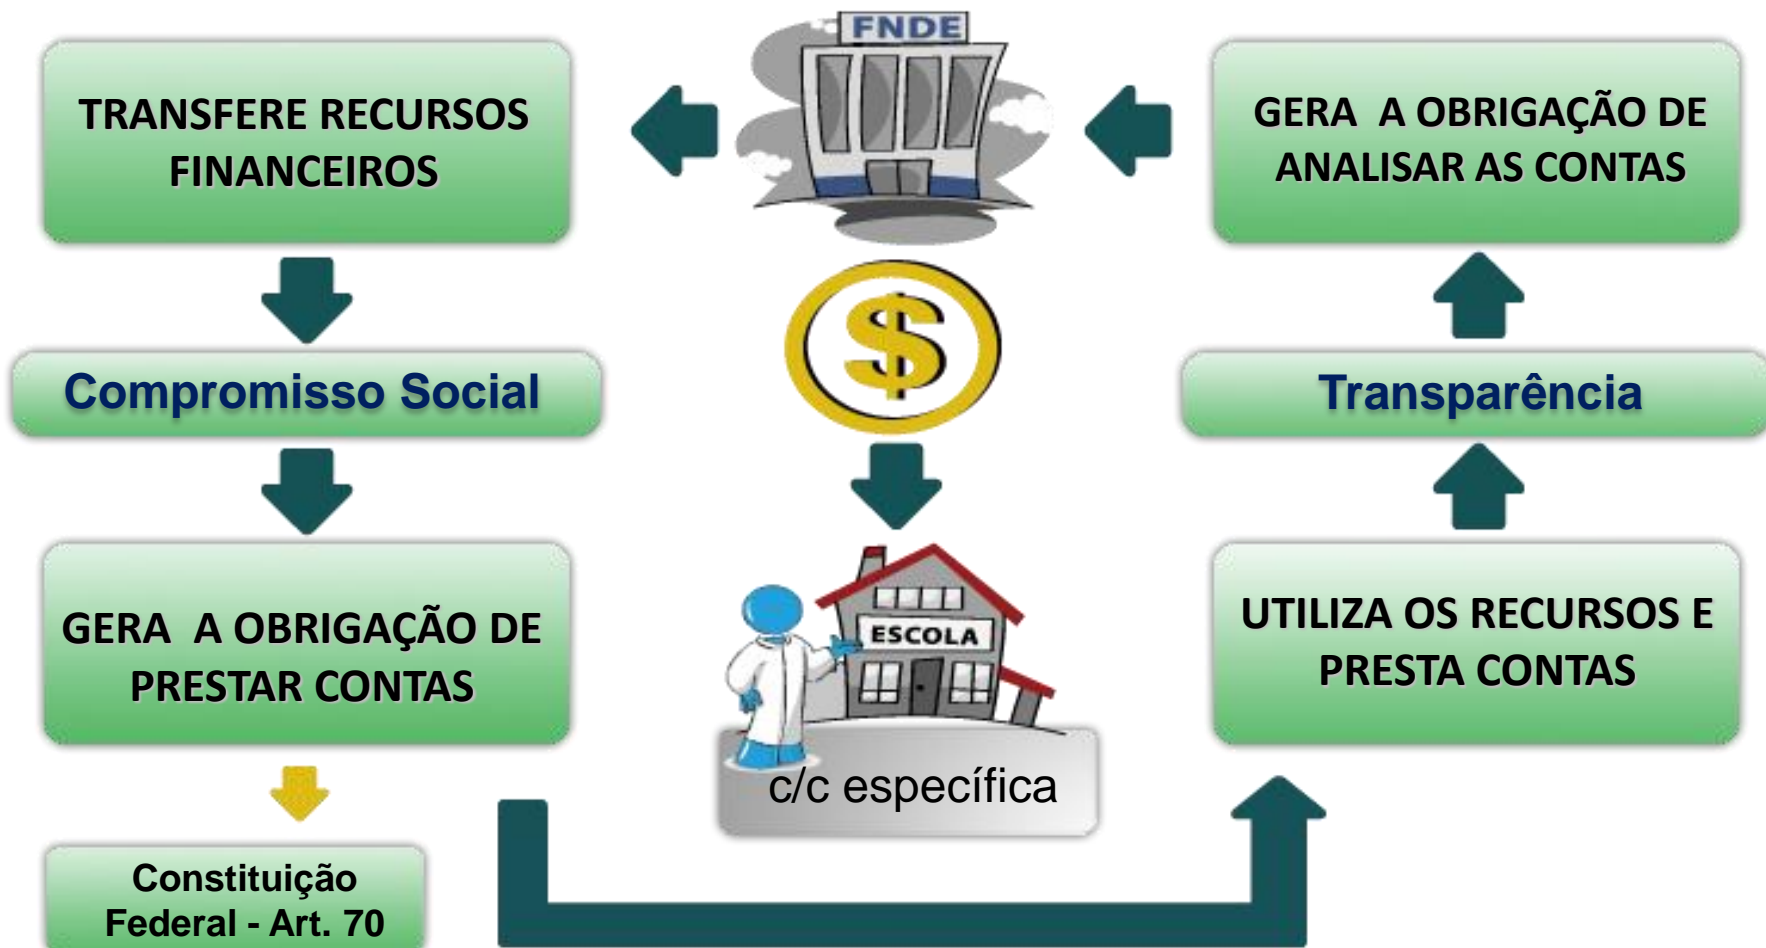 FNDE
TRANSFERE RECURSOS
FINANCEIROS
Compromisso Social
GERA A OBRIGAÇÃO DE
PRESTAR CONTAS
Constituição
Federal - Art. 70
$
ESCOLA
c/c específica
GERA A OBRIGAÇÃO DE
ANALISAR AS CONTAS
Transparência
UTILIZA OS RECURSOS E
PRESTA CONTAS